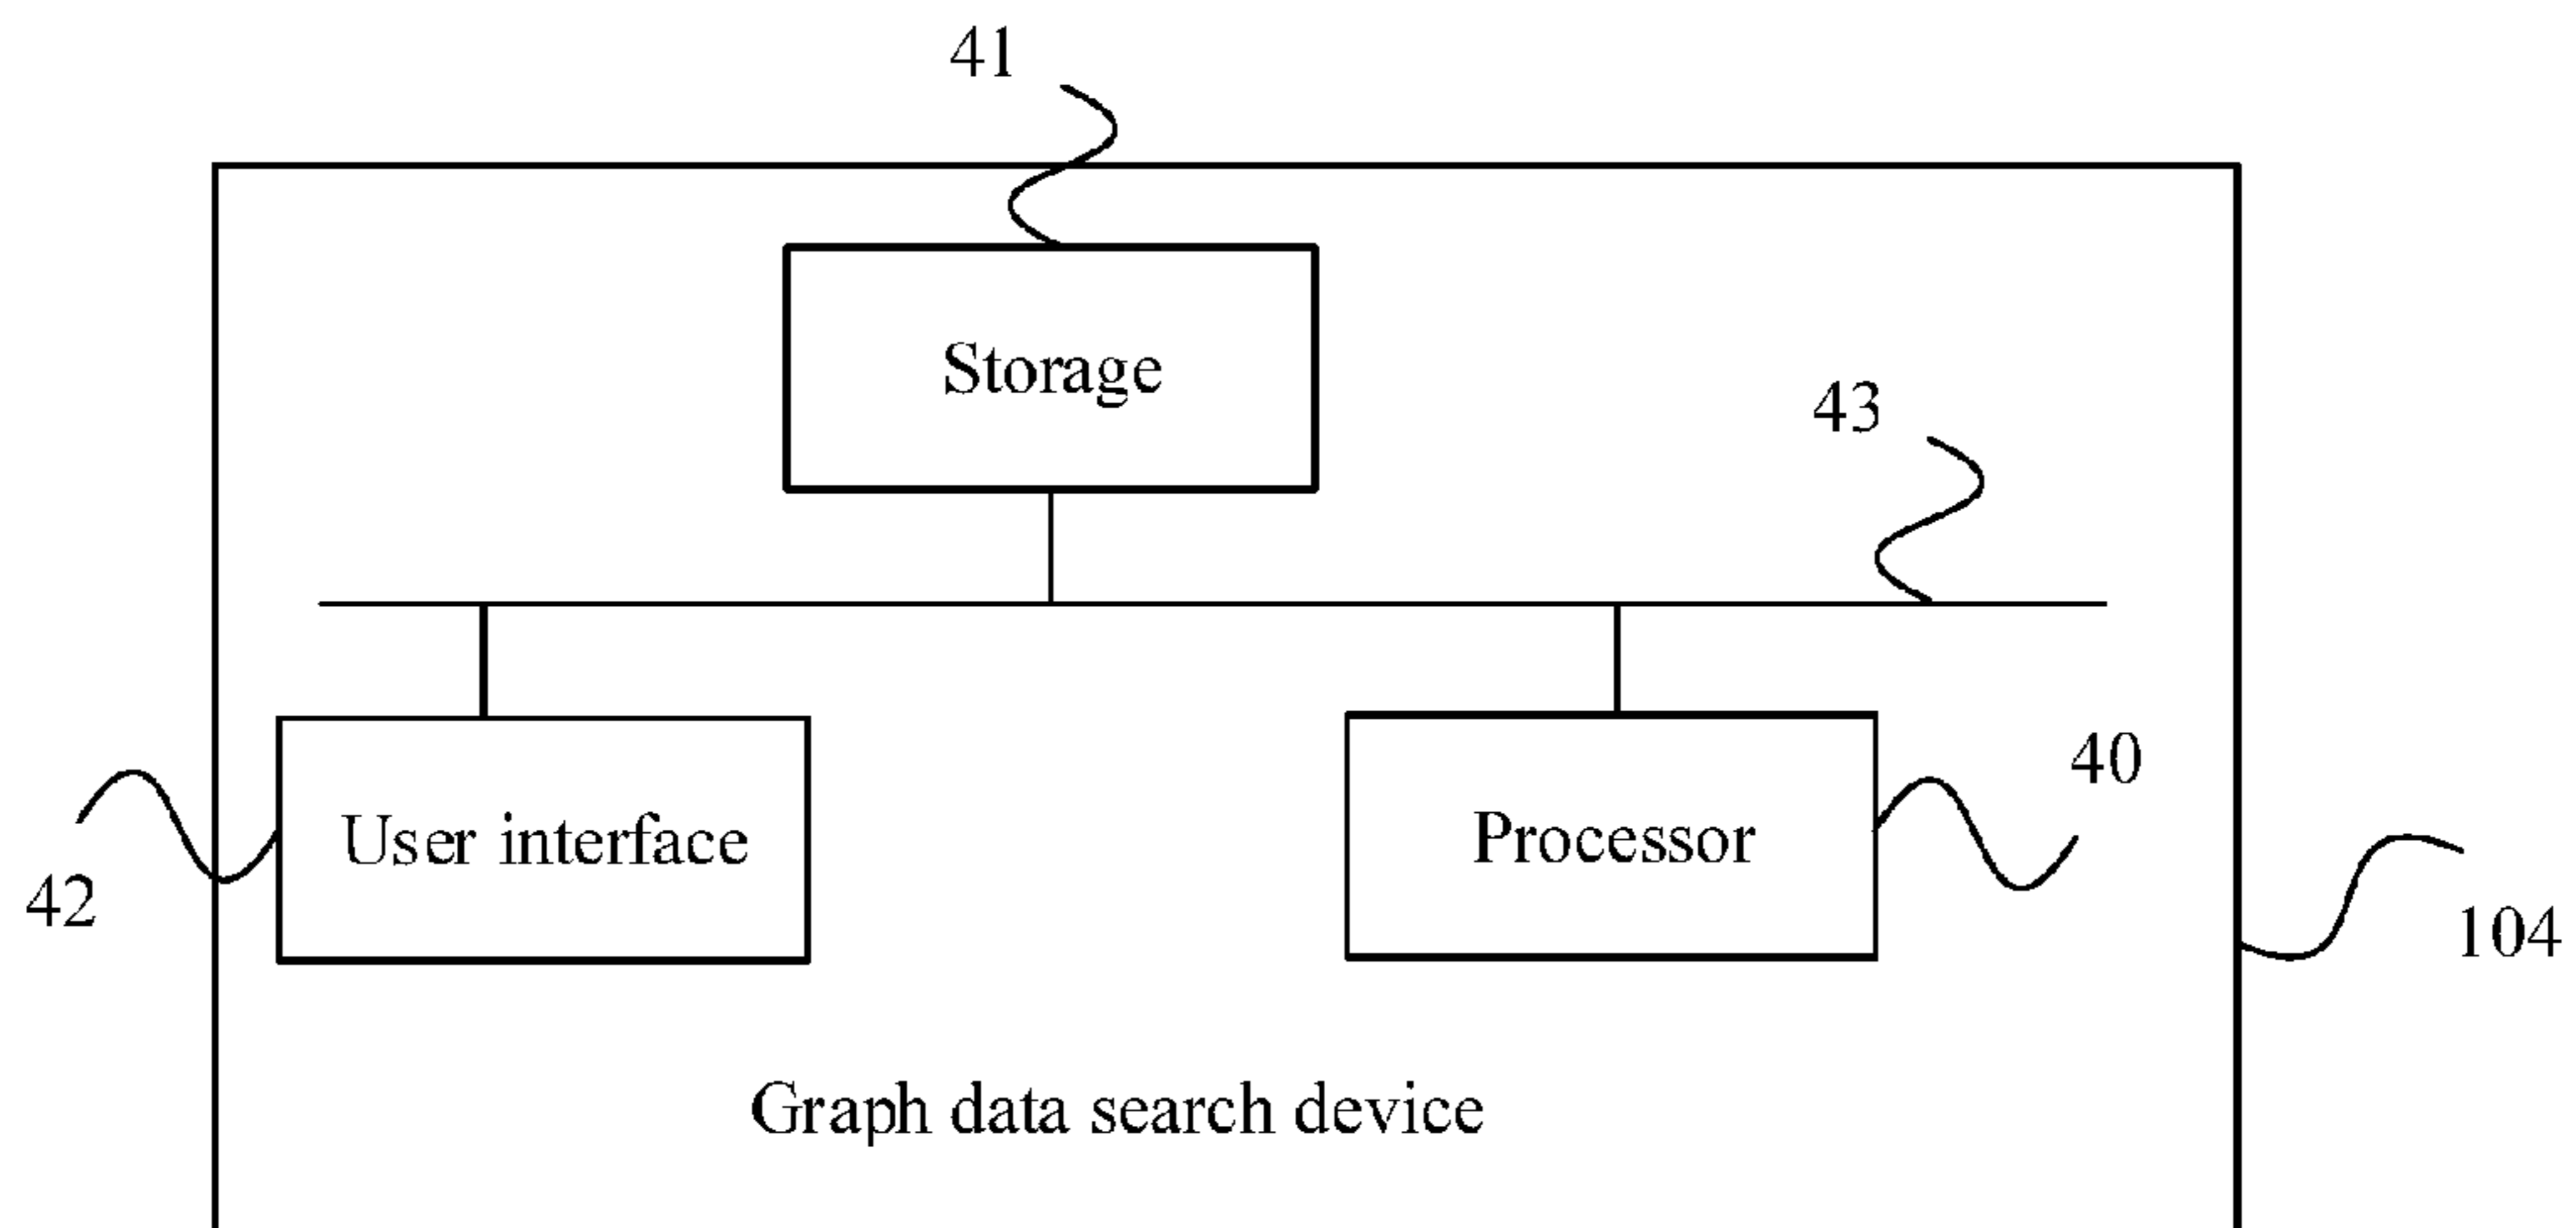 41
Storage
43
User interface
Processor
40
42
104
Graph data search device